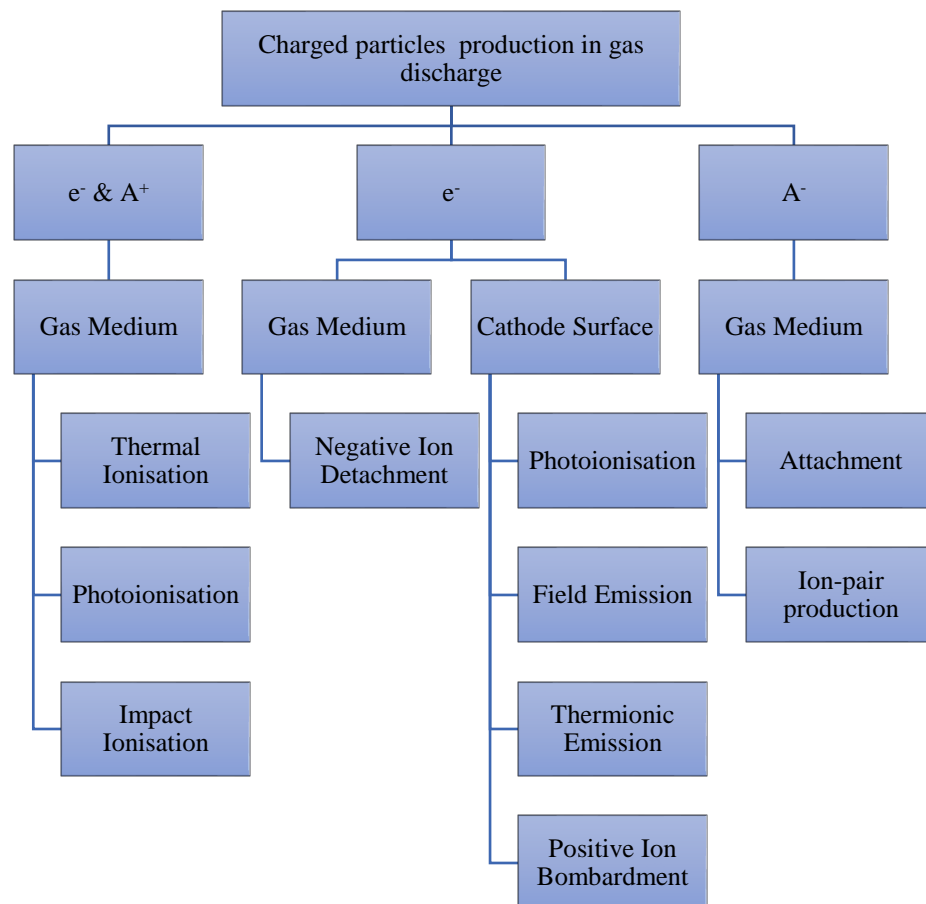 Charged particles production in gas
discharge
e⁻ & A⁺
e⁻
A⁻
Gas Medium
Gas Medium
Cathode Surface
Gas Medium
Thermal
Ionisation
Negative Ion
Detachment
Photoionisation
Attachment
Photoionisation
Field Emission
Ion-pair
production
Impact
Ionisation
Thermionic
Emission
Positive Ion
Bombardment